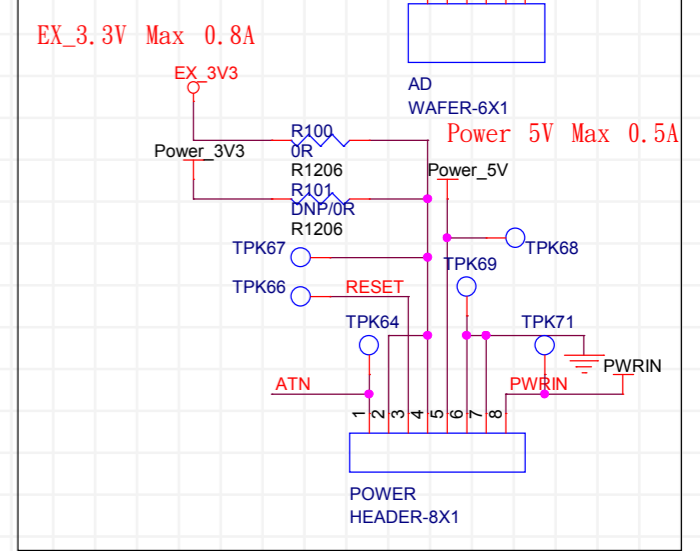 EX_3.3V Max 0.8A
EX_3V3
AD
WAFER-6X1
R100
0R
R1206
Power 5V Max 0.5A
Power_3V3
Power_5V
R101
DNP/0R
R1206
TPK67
TPK68
TPK69
TPK66
RESET
TPK64
TPK71
PWRIN
ATN
PWRIN
1
2
3
4
5
6
7
8
POWER
HEADER-8X1